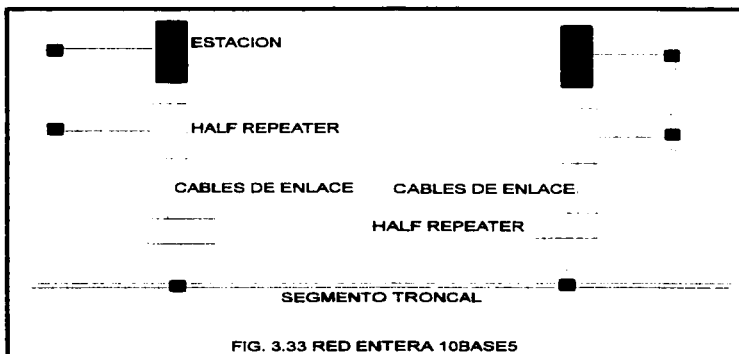 ESTACION
HALF REPEATER
CABLES DE ENLACE CABLES DE ENLACE
HALF REPEATER
SEGMENTO TRONCAL
FIG. 3.33 RED ENTERA 10BASE5